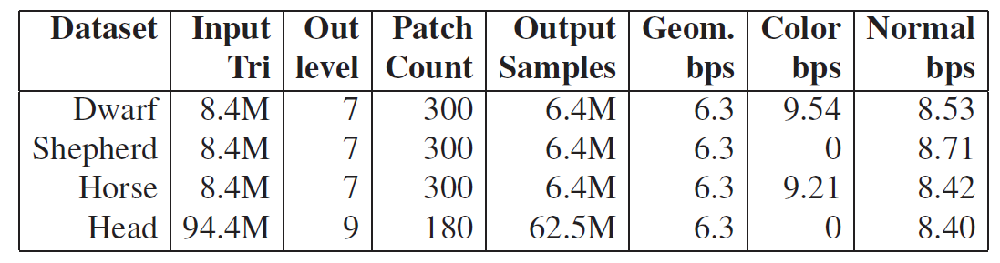 Dataset Input Out Patch Output Geom. Color Normal
Tri level Count Samples bps bps bps
Dwarf 8.4M 7 300 6.4M 6.3 9.54 8.53
Shepherd 8.4M 7 300 6.4M 6.3 0 8.71
Horse 8.4M 7 300 6.4M 6.3 9.21 8.42
Head 94.4M 9 180 62.5M 6.3 0 8.40